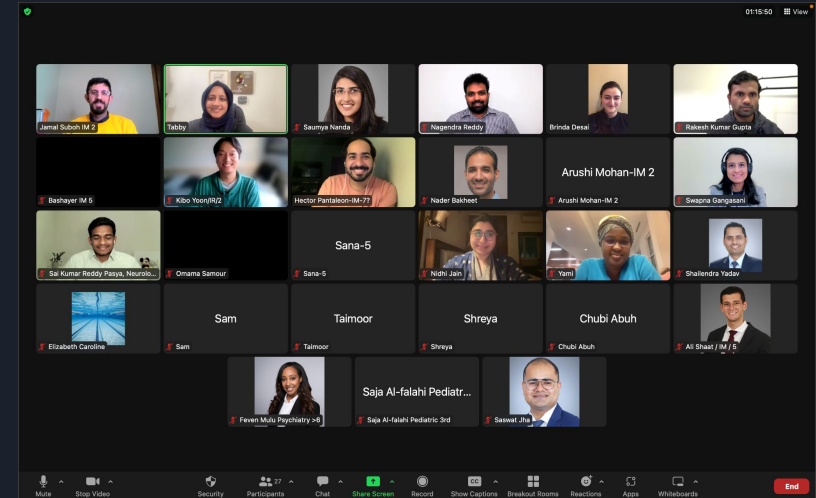 01:15:50 View
Jamal Suboh IM 2
Tabby
Saumya Nanda
Nagendra Reddy
Brinda Desai
Rakesh Kumar Gupta
Bashayer IM 5
Kibo Yoon/IR/2
Hector Pantaleon-IM-7?
Nader Bakheet
Arushi Mohan-IM 2
Arushi Mohan-IM 2
Swapna Gangasani
Sai Kumar Reddy Pasya, Neurolo...
Omama Samour
Sana-5
Sana-5
Nidhi Jain
Yami
Shailendra Yadav
Elizabeth Caroline
Sam
Sam
Taimoor
Taimoor
Shreya
Shreya
Chubi Abuh
Chubi Abuh
Ali Shaat / IM / 5
Feven Mulu Psychiatry >6
Saja Al-falahi Pediatr...
Saja Al-falahi Pediatric 3rd
Saswat Jha
Mute
Stop Video
Security
27
Participants
Chat
Share Screen
Record
CC
Show Captions
Breakout Rooms
Reactions
Apps
Whiteboards
End